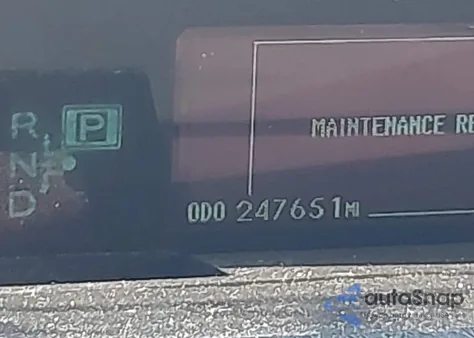 MAINTENANCE RE
R
P
N
D
ODO 247651MI
autoSnap